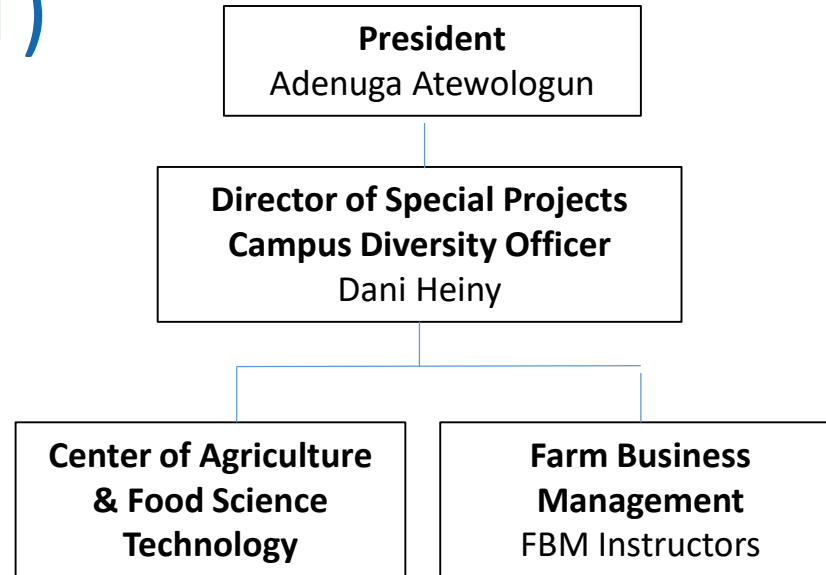 )
President
Adenuga Atewologun
Director of Special Projects
Campus Diversity Officer
Dani Heiny
Center of Agriculture
& Food Science
Technology
Farm Business
Management
FBM Instructors